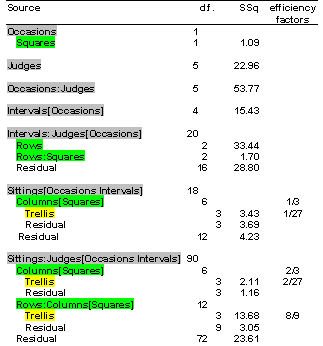 Source df. SSq efficiency factors
Occasions 1
Squares 1 1.09
Judges 5 22.96
Occasions:Judges 5 53.77
Intervals[Occasions] 4 15.43
Intervals:Judges[Occasions] 20
Rows 2 33.44
Rows:Squares 2 1.70
Residual 16 28.80
Sittings[Occasions Intervals] 18
Columns[Squares] 6 1/3
Trellis 3 3.43 1/27
Residual 3 3.69
Residual 12 4.23
Sittings:Judges[Occasions Intervals] 90
Columns[Squares] 6 2/3
Trellis 3 2.11 2/27
Residual 3 1.16
Rows:Columns[Squares] 12
Trellis 3 13.68 8/9
Residual 9 3.05
Residual 72 23.61